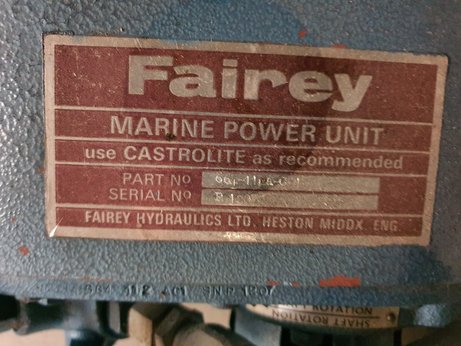 Fairey
MARINE POWER UNIT
use CASTROLITE as recommended
PART Nº
SERIAL Nº
FAIREY HYDRAULICS LTD. HESTON MIDDX. ENG.
SHAFT ROTATION